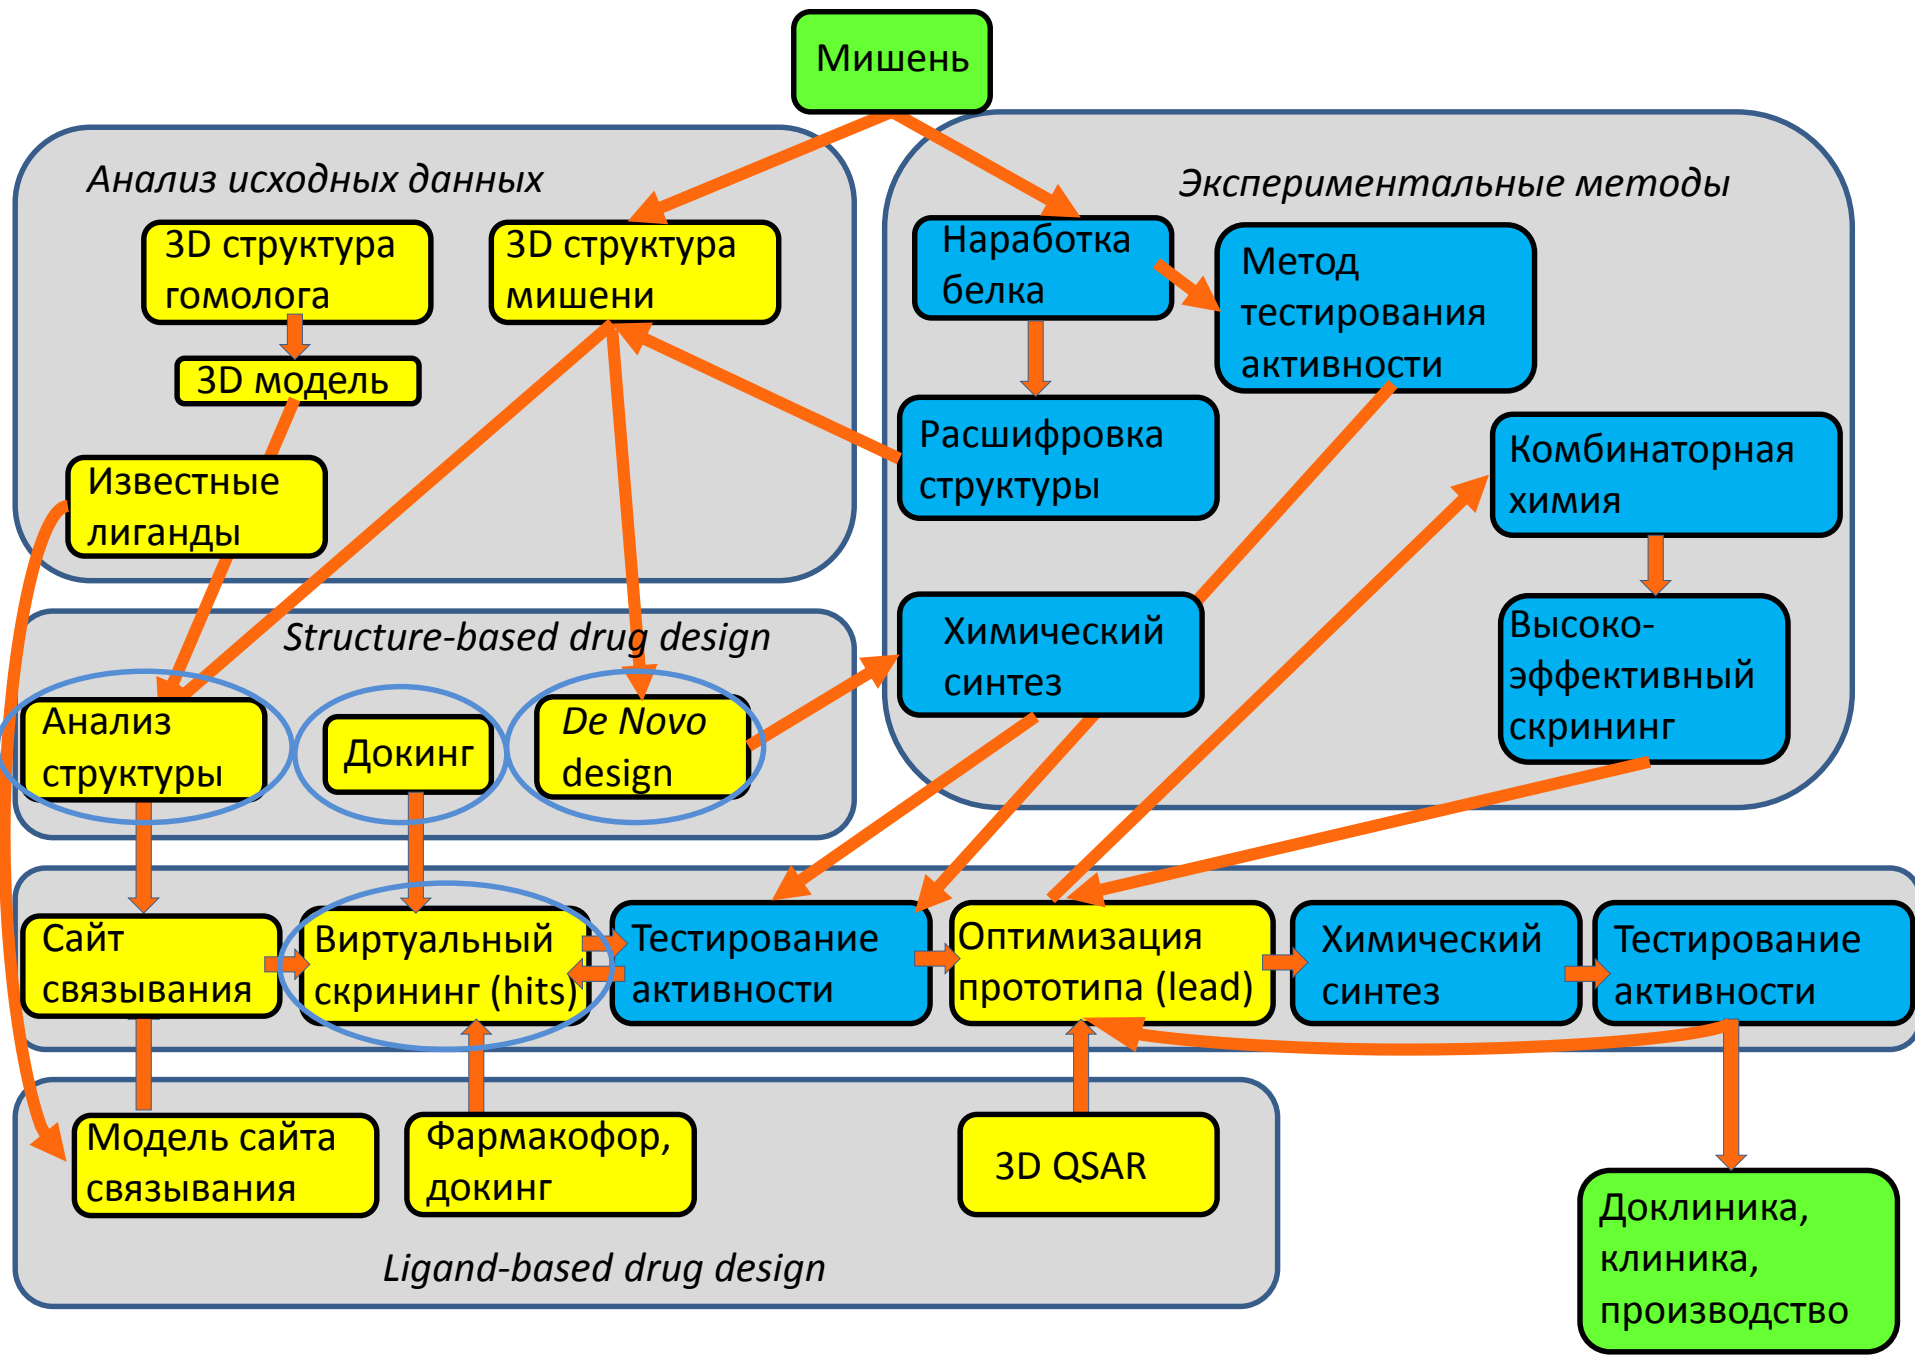 Мишень
Анализ исходных данных
3D структура
гомолога
3D структура
мишени
3D модель
Известные
лиганды
Экспериментальные методы
Наработка
белка
Метод
тестирования
активности
Расшифровка
структуры
Комбинаторная
химия
Химический
синтез
Высоко-
эффективный
скрининг
Structure-based drug design
Анализ
структуры
Докинг
De Novo
design
Сайт
связывания
Виртуальный
скрининг (hits)
Тестирование
активности
Оптимизация
прототипа (lead)
Химический
синтез
Тестирование
активности
Модель сайта
связывания
Фармакофор,
докинг
3D QSAR
Ligand-based drug design
Доклиника,
клиника,
производство